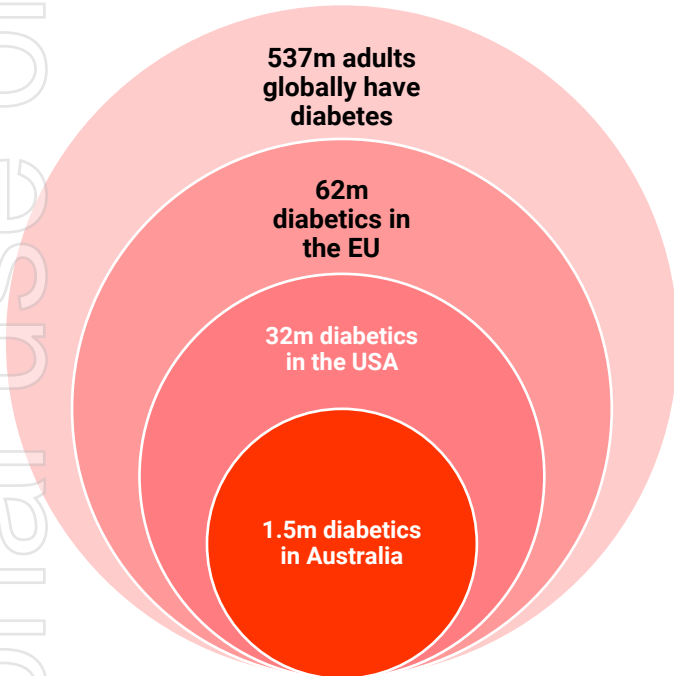 537m adults
globally have
diabetes
62m
diabetics in
the EU
32m diabetics
in the USA
1.5m diabetics
in Australia